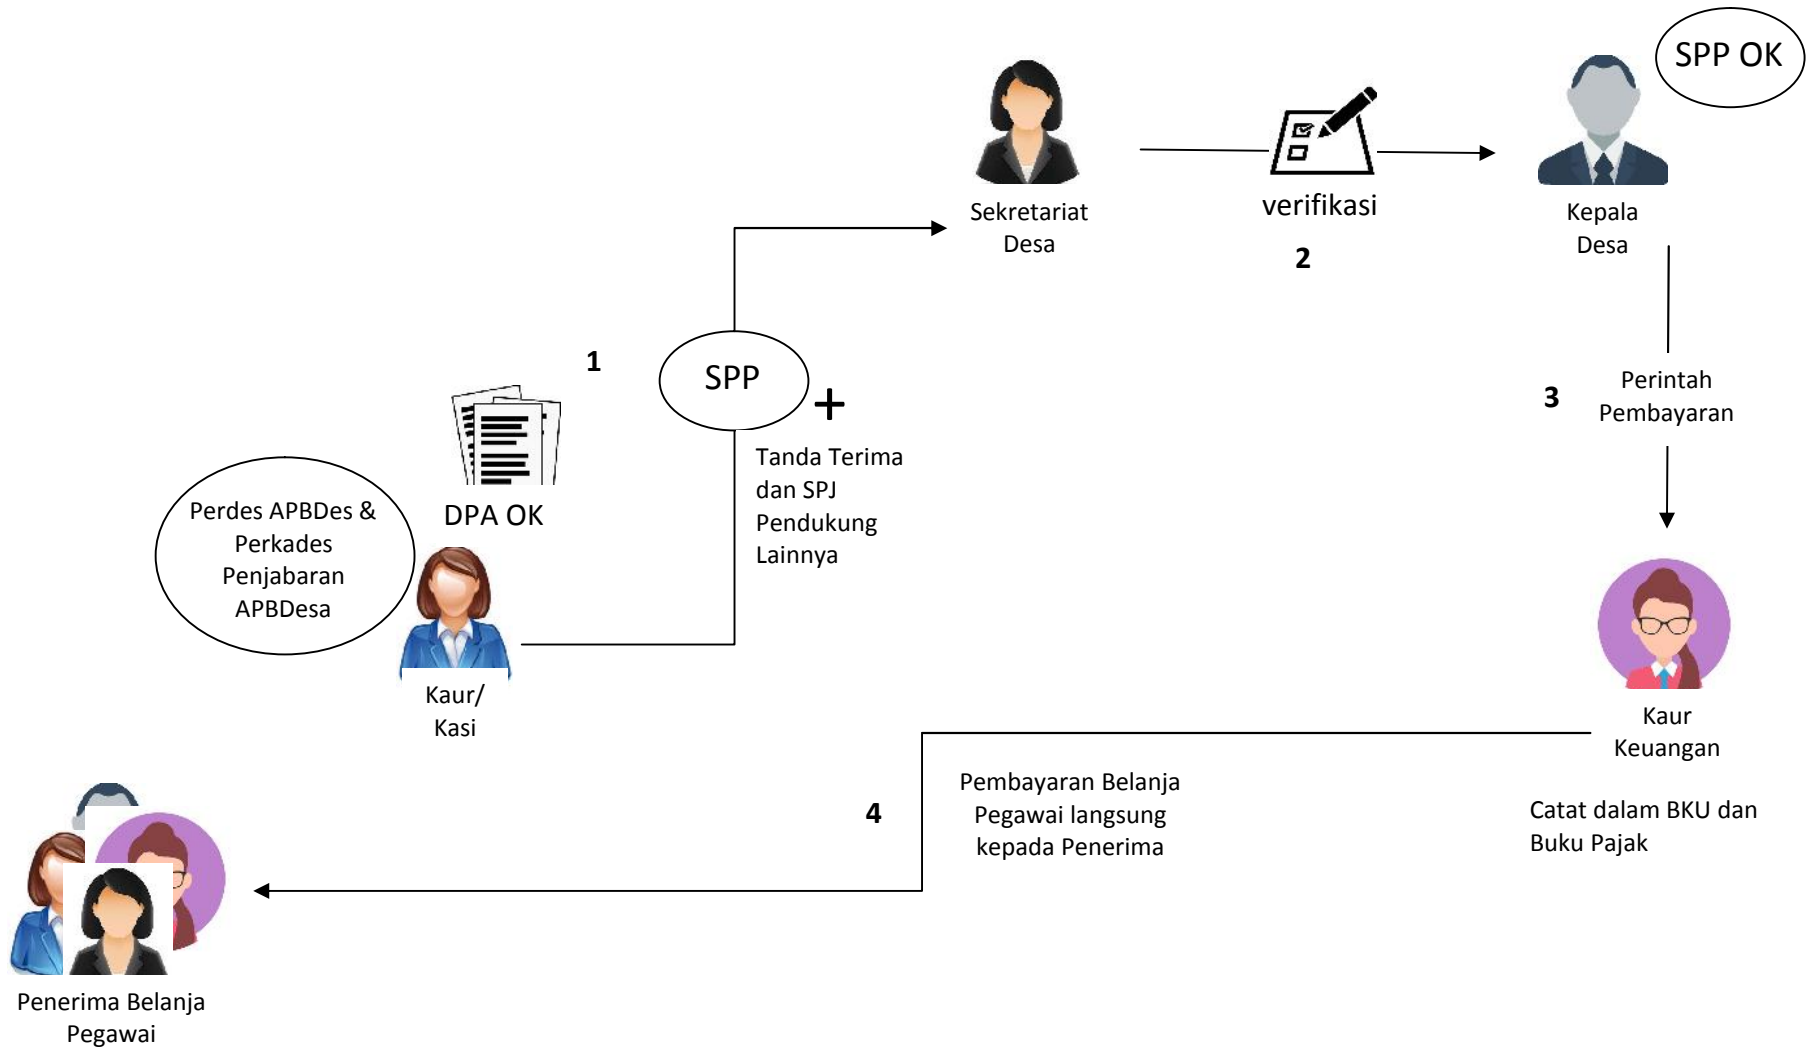 SPP OK
Sekretariat
Desa
verifikasi
2
Kepala
Desa
1
SPP
+
Tanda Terima
dan SPJ
Pendukung
Lainnya
3
Perintah
Pembayaran
DPA OK
Perdes APBDes &
Perkades
Penjabaran
APBDesa
Kaur/
Kasi
Kaur
Keuangan
Catat dalam BKU dan
Buku Pajak
4
Pembayaran Belanja
Pegawai langsung
kepada Penerima
Penerima Belanja
Pegawai